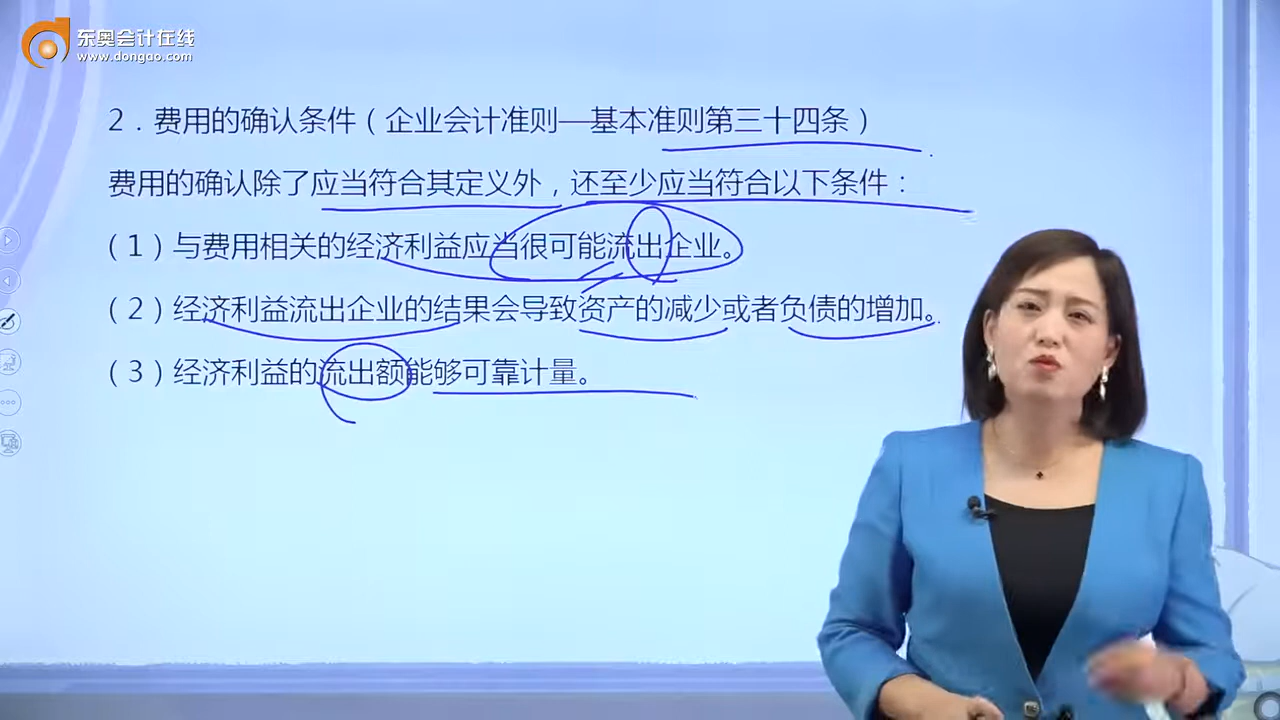 东奥会计在线
www.dongao.com
2．费用的确认条件（企业会计准则——基本准则第三十四条）
费用的确认除了应当符合其定义外，还至少应当符合以下条件：
（1）与费用相关的经济利益应当很可能流出企业。
（2）经济利益流出企业的结果会导致资产的减少或者负债的增加。
（3）经济利益的流出额能够可靠计量。